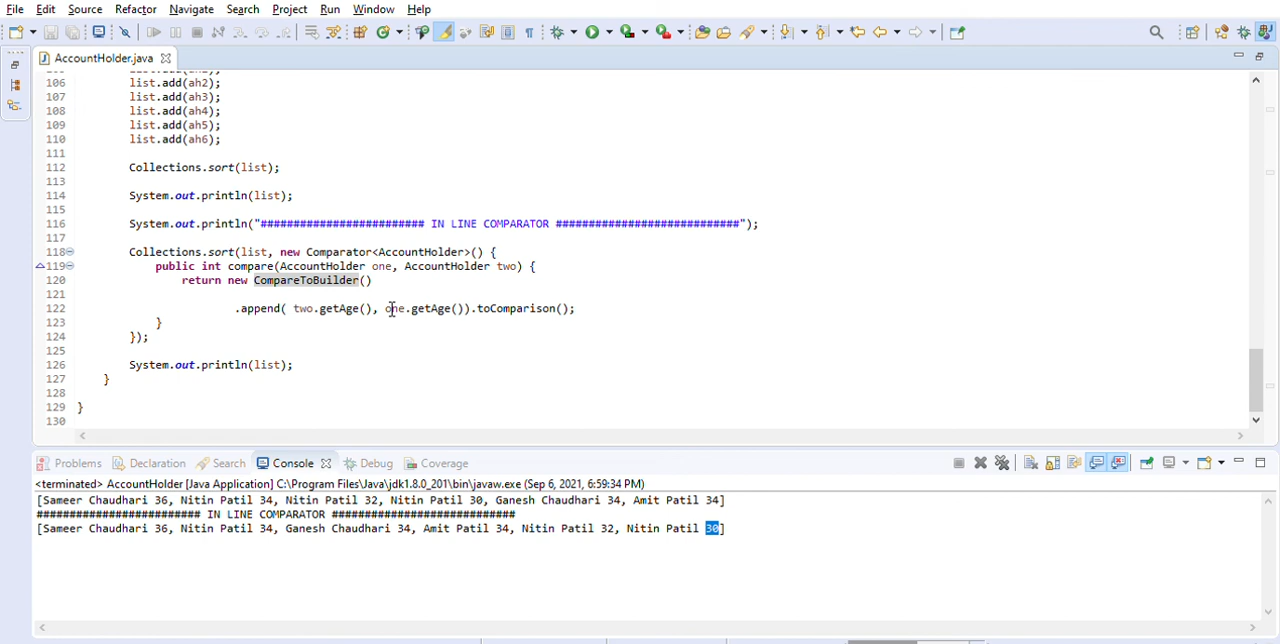 File Edit Source Refactor Navigate Search Project Run Window Help
AccountHolder.java
106 list.add(ah2);
107 list.add(ah3);
108 list.add(ah4);
109 list.add(ah5);
110 list.add(ah6);
111
112 Collections.sort(list);
113
114 System.out.println(list);
115
116 System.out.println("######################### IN LINE COMPARATOR ############################");
117
118 Collections.sort(list, new Comparator<AccountHolder>() {
119 public int compare(AccountHolder one, AccountHolder two) {
120 return new CompareToBuilder()
121
122 .append( two.getAge(), one.getAge()).toComparison();
123 }
124 });
125
126 System.out.println(list);
127 }
128
129 }
130
Problems Declaration Search Console Debug Coverage
<terminated> AccountHolder [Java Application] C:\Program Files\Java\jdk1.8.0_201\bin\javaw.exe (Sep 6, 2021, 6:59:34 PM)
[Sameer Chaudhari 36, Nitin Patil 34, Nitin Patil 32, Nitin Patil 30, Ganesh Chaudhari 34, Amit Patil 34]
######################### IN LINE COMPARATOR ############################
[Sameer Chaudhari 36, Nitin Patil 34, Ganesh Chaudhari 34, Amit Patil 34, Nitin Patil 32, Nitin Patil 30]